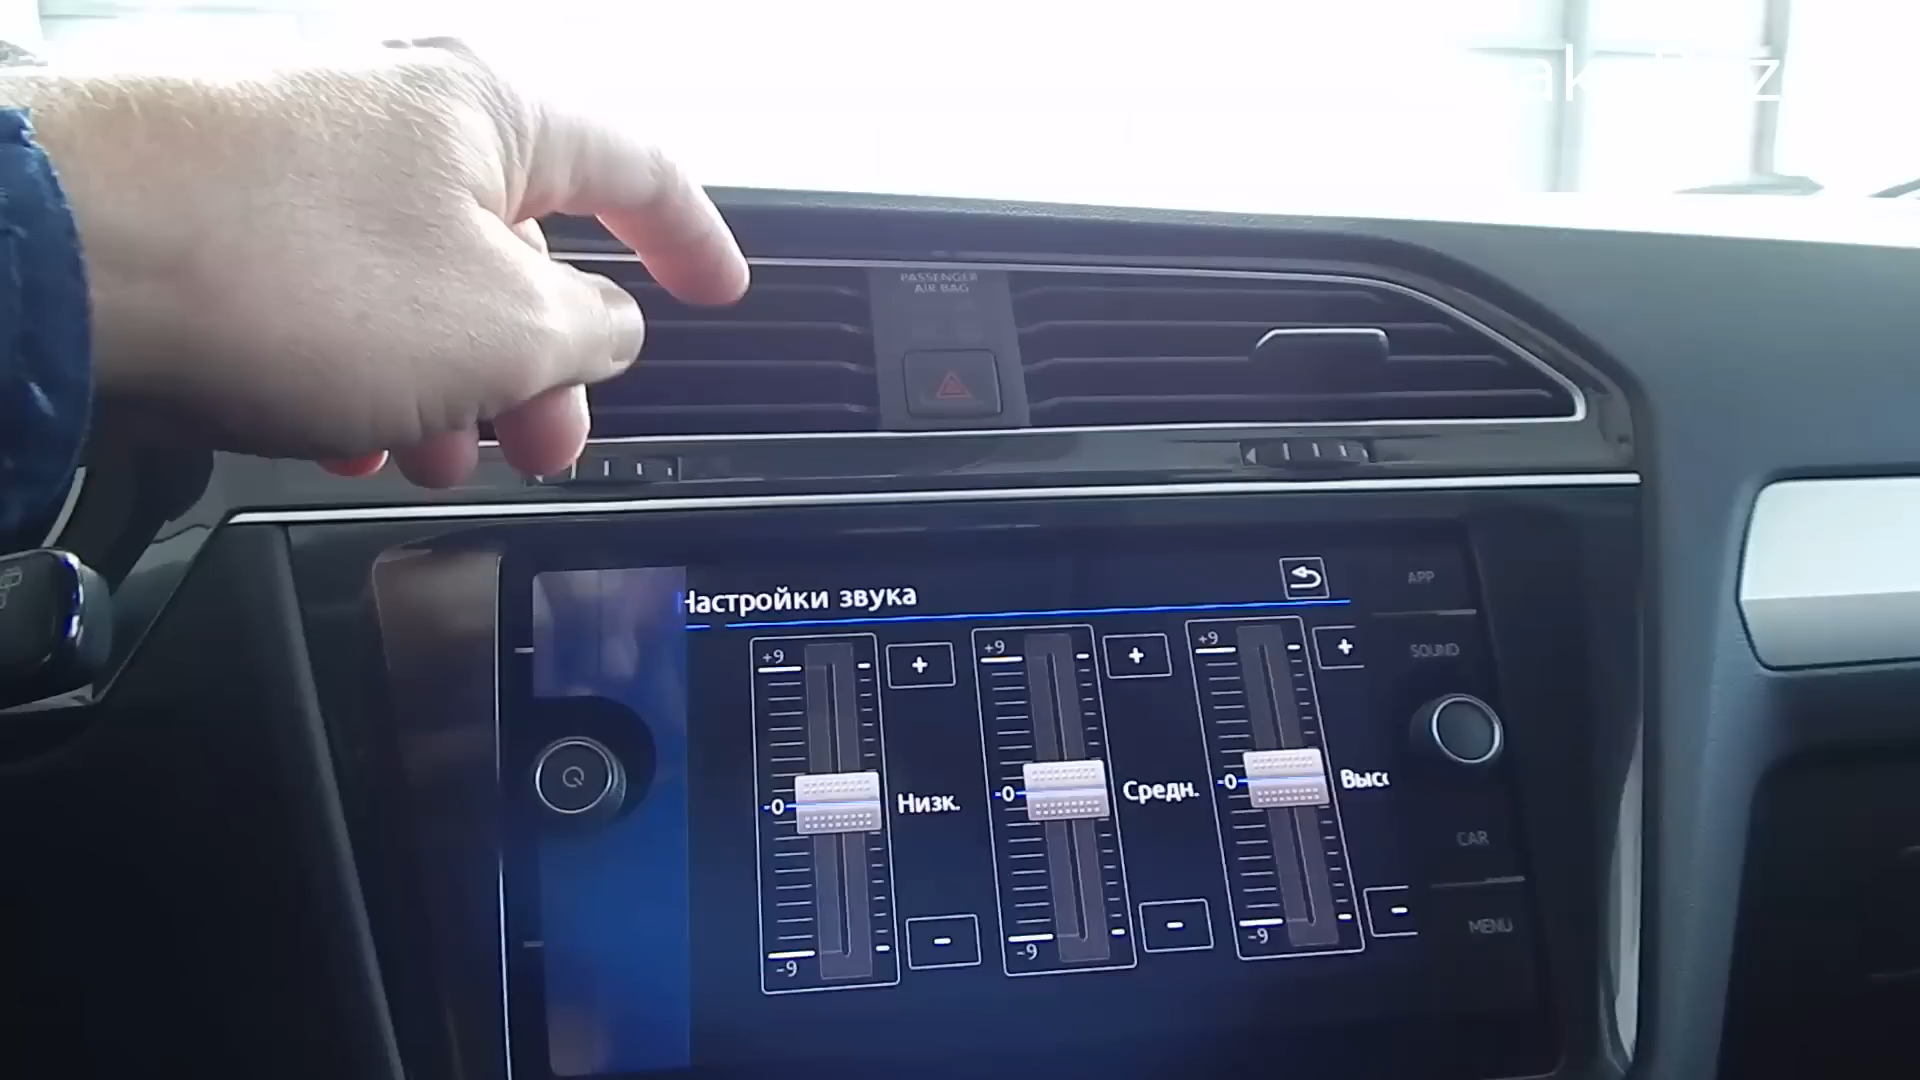 PASSENGER
AIR BAG
Настройки звука
APP
SOUND
+9
+
+9
+
+9
+
-0
Низк.
-0
Средн.
-0
Выс
CAR
-9
-
-9
-
-9
-
MENU